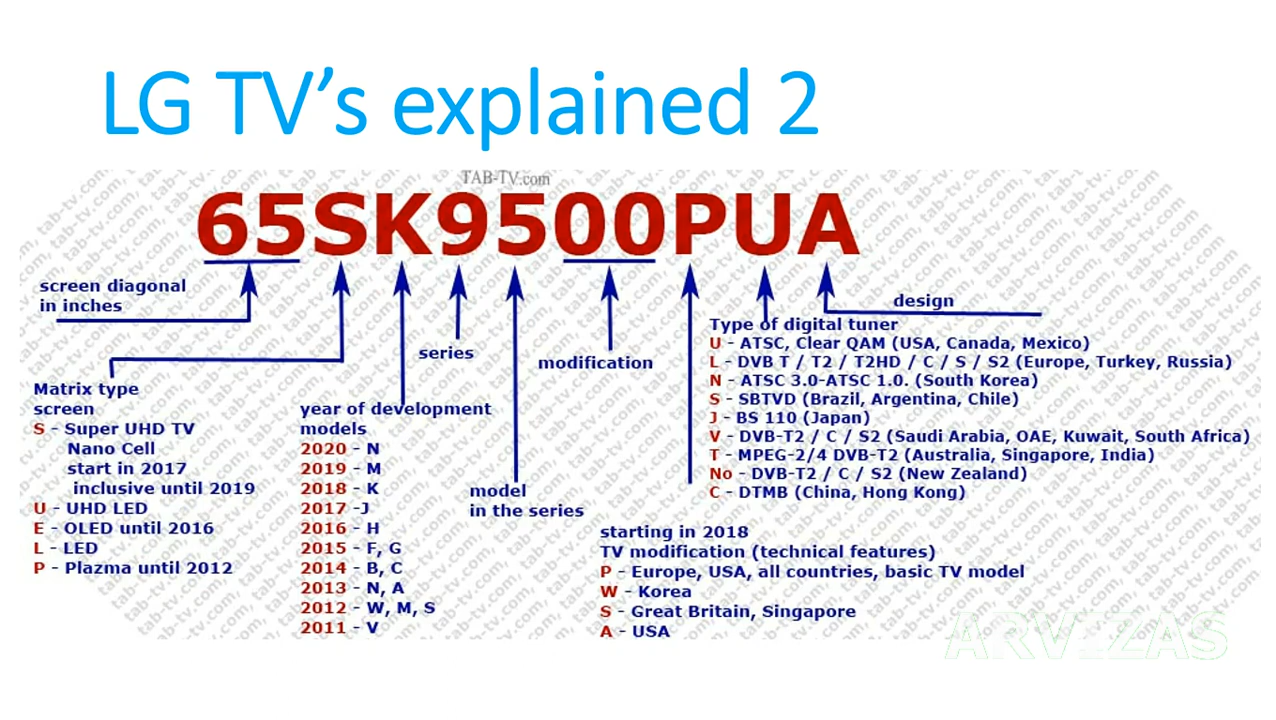 LG TV's explained 2
TAB-TV.com
65SK9500PUA
screen diagonal
in inches
design
series
modification
Type of digital tuner
U - ATSC, Clear QAM (USA, Canada, Mexico)
L - DVB T / T2 / T2HD / C / S / S2 (Europe, Turkey, Russia)
N - ATSC 3.0-ATSC 1.0. (South Korea)
S - SBTVD (Brazil, Argentina, Chile)
J - BS 110 (Japan)
V - DVB-T2 / C / S2 (Saudi Arabia, OAE, Kuwait, South Africa)
T - MPEG-2/4 DVB-T2 (Australia, Singapore, India)
No - DVB-T2 / C / S2 (New Zealand)
C - DTMB (China, Hong Kong)
Matrix type
screen
S - Super UHD TV
Nano Cell
start in 2017
inclusive until 2019
U - UHD LED
E - OLED until 2016
L - LED
P - Plazma until 2012
year of development
models
2020 - N
2019 - M
2018 - K
2017 -J
2016 - H
2015 - F, G
2014 - B, C
2013 - N, A
2012 - W, M, S
2011 - V
model
in the series
starting in 2018
TV modification (technical features)
P - Europe, USA, all countries, basic TV model
W - Korea
S - Great Britain, Singapore
A - USA
ARVIZAS